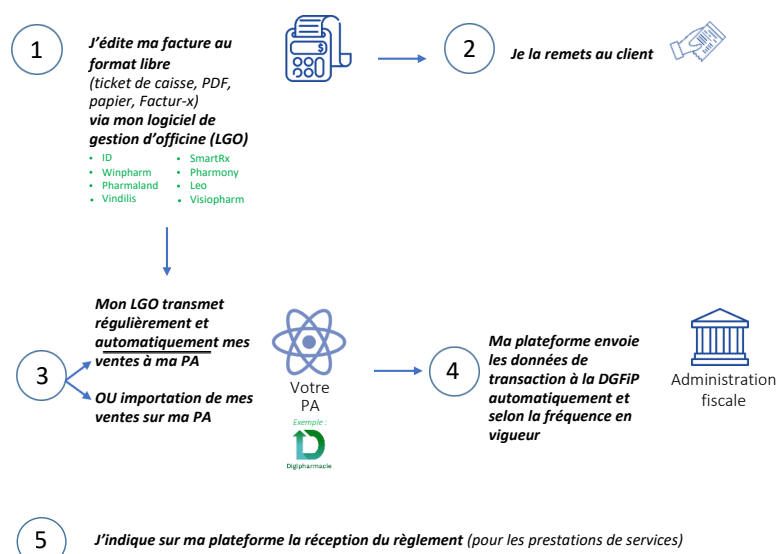 1
J’édite ma facture au
format libre
(ticket de caisse, PDF,
papier, Factur-x)
via mon logiciel de
gestion d’officine (LGO)
• ID
• Winpharm
• Pharmaland
• Vindilis
• SmartRx
• Pharmony
• Leo
• Visiopharm
$
2
Je la remets au client
3
Mon LGO transmet
régulièrement et
automatiquement mes
ventes à ma PA
OU importation de mes
ventes sur ma PA
Votre
PA
Exemple :
Digipharmacie
4
Ma plateforme envoie
les données de
transaction à la DGFiP
automatiquement et
selon la fréquence en
vigueur
Administration
fiscale
5
J’indique sur ma plateforme la réception du règlement (pour les prestations de services)